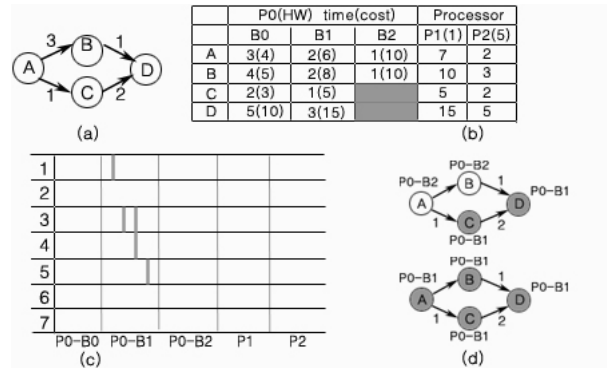 P0(HW) time(cost) Processor
B0 B1 B2 P1(1) P2(5)
A 3(4) 2(6) 1(10) 7 2
B 4(5) 2(8) 1(10) 10 3
C 2(3) 1(5) 5 2
D 5(10) 3(15) 15 5
3 B 1
A D
1 C 2
(a) (b)
1
2
3
4
5
6
7
P0-B0 P0-B1 P0-B2 P1 P2
(c)
P0-B2
P0-B2 B 1 P0-B1
A D
1 C 2
P0-B1
P0-B1
P0-B1 B 1 P0-B1
A D
1 C 2
P0-B1
(d)